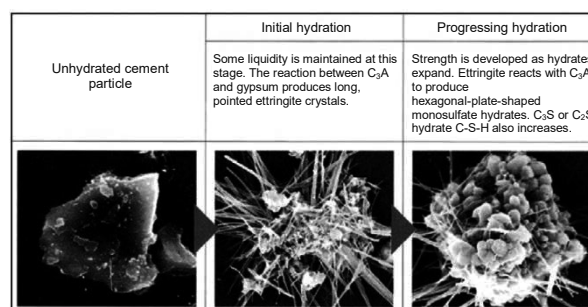 Initial hydration
Progressing hydration
Unhydrated cement
particle
Some liquidity is maintained at this
stage. The reaction between C₃A
and gypsum produces long,
pointed ettringite crystals.
Strength is developed as hydrates
expand. Ettringite reacts with C₃A
to produce
hexagonal-plate-shaped
monosulfate hydrates. C₃S or C₂S
hydrate C-S-H also increases.